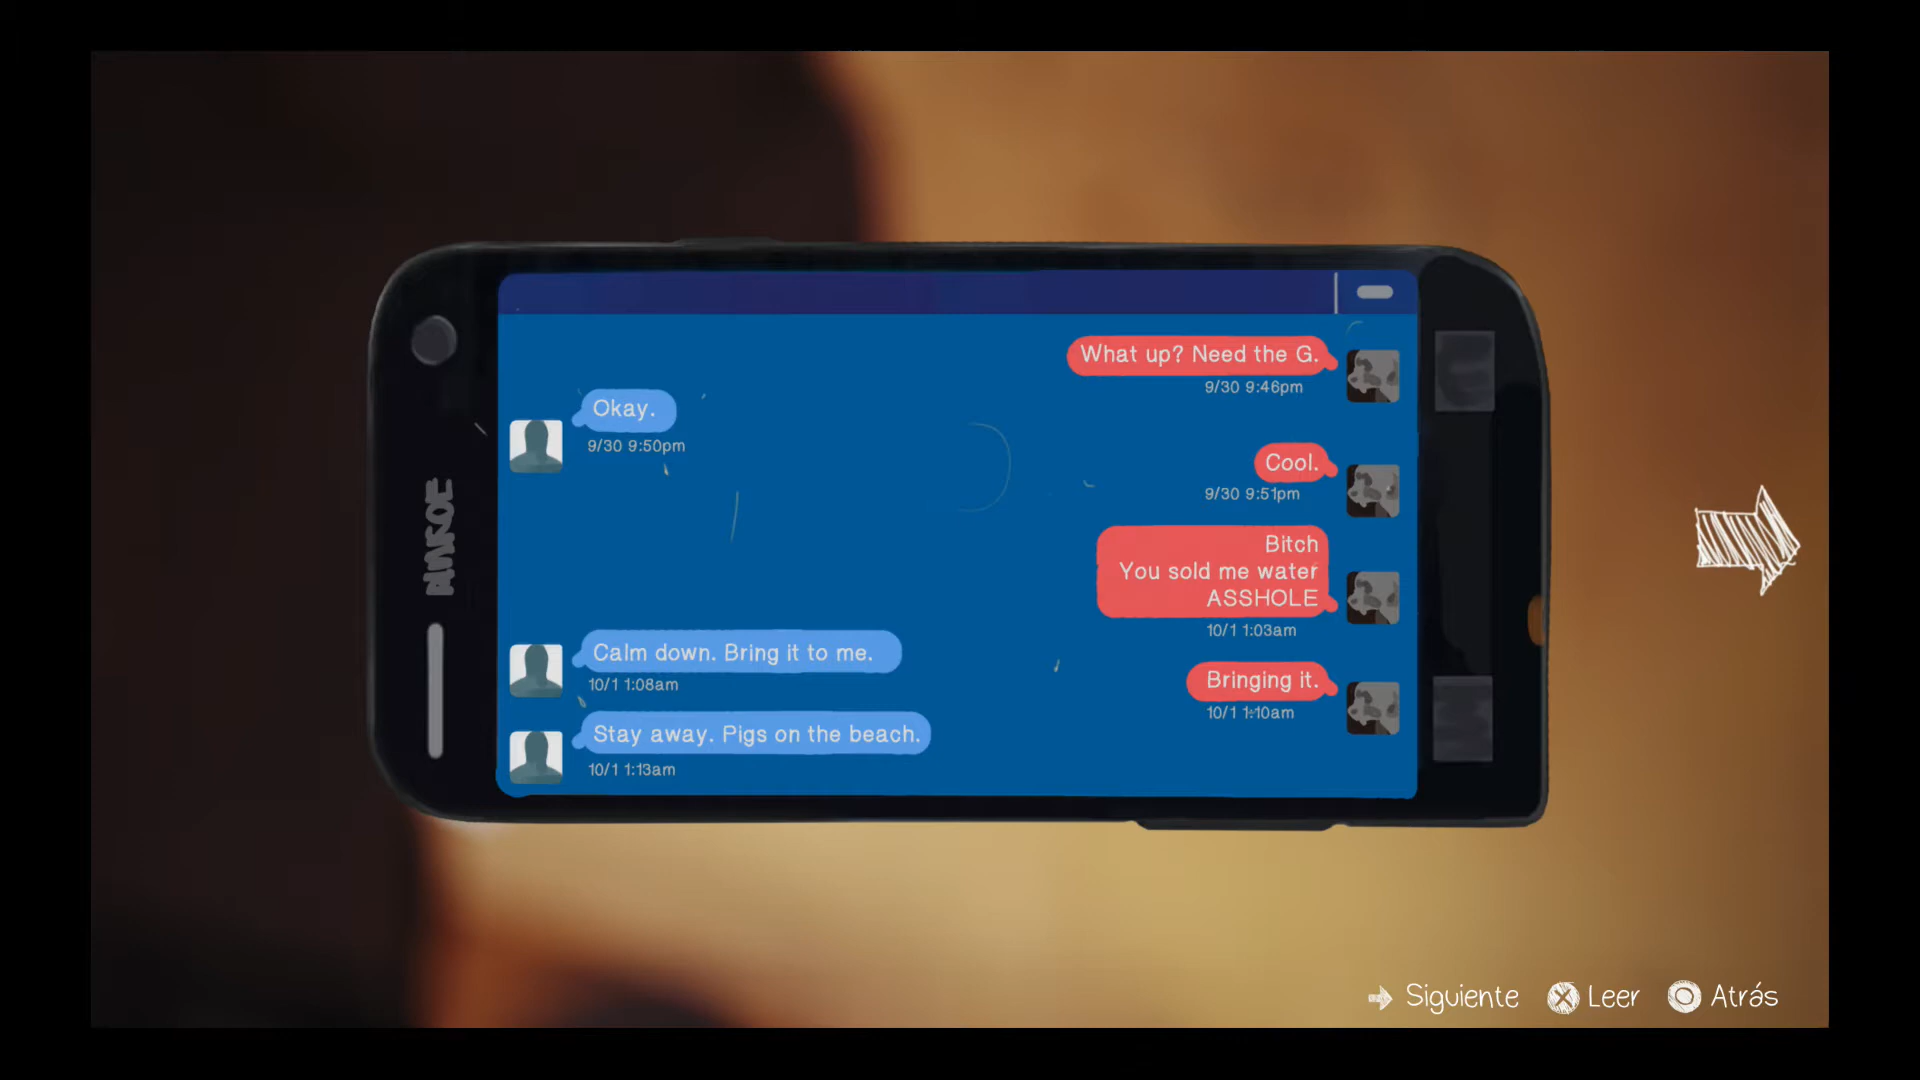 What up? Need the G.
9/30 9:46pm
Okay.
9/30 9:50pm
Cool.
9/30 9:51pm
Bitch
You sold me water
ASSHOLE
10/1 1:03am
Calm down. Bring it to me.
10/1 1:08am
Bringing it.
10/1 1:10am
Stay away. Pigs on the beach.
10/1 1:13am
Siguiente
Leer
Atrás